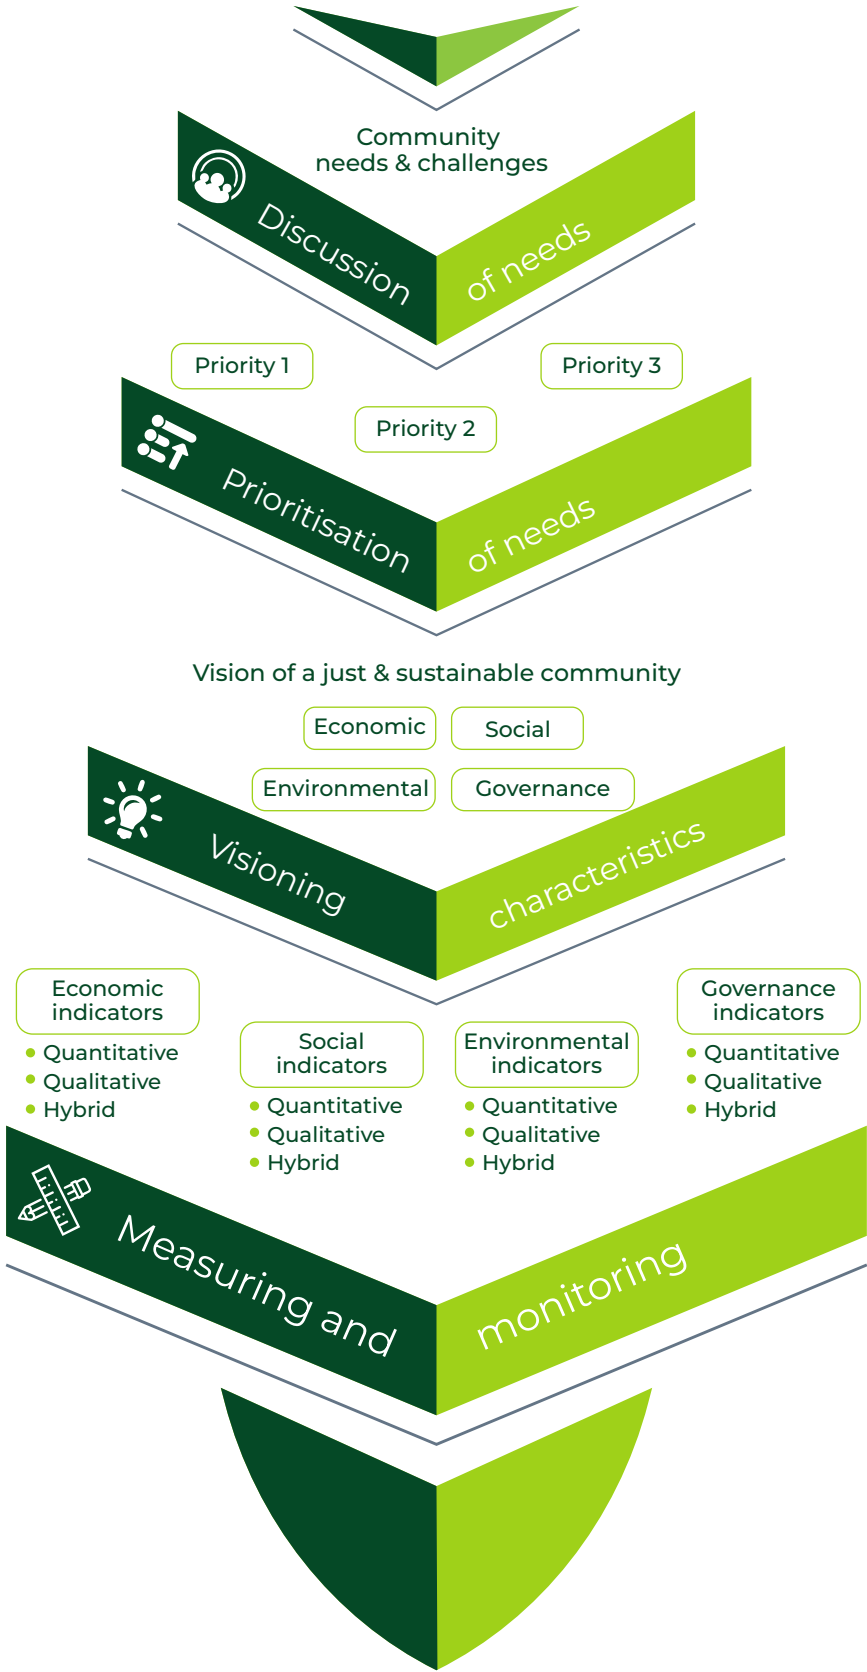 Community
needs & challenges
Discussion of needs
Priority 1
Priority 2
Priority 3
Prioritisation of needs
Vision of a just & sustainable community
Economic
Social
Environmental
Governance
Visioning characteristics
Economic
indicators
Quantitative
Qualitative
Hybrid
Social
indicators
Quantitative
Qualitative
Hybrid
Environmental
indicators
Quantitative
Qualitative
Hybrid
Governance
indicators
Quantitative
Qualitative
Hybrid
Measuring and monitoring